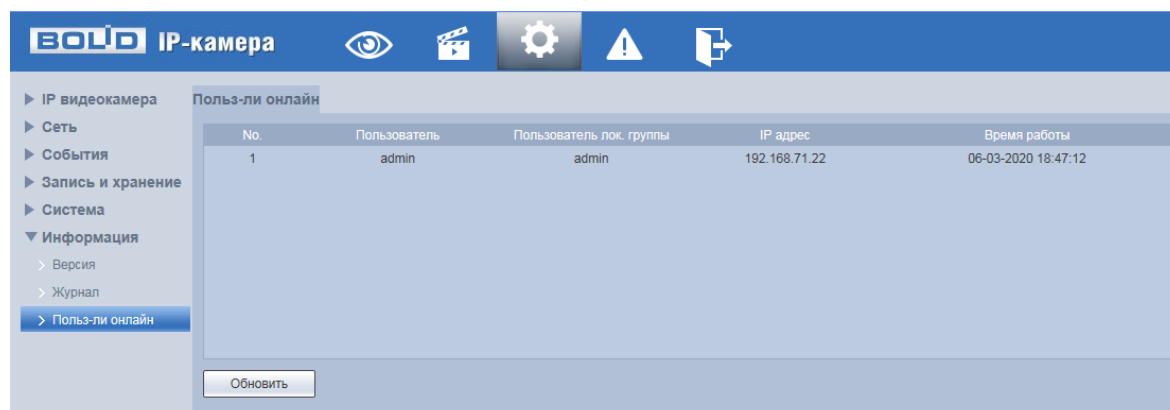 BOLID IP-камера
IP видеокамера
Сеть
События
Запись и хранение
Система
Информация
Версия
Журнал
Польз-ли онлайн
Польз-ли онлайн
No. Пользователь Пользователь лок. группы IP адрес Время работы
1 admin admin 192.168.71.22 06-03-2020 18:47:12
Обновить